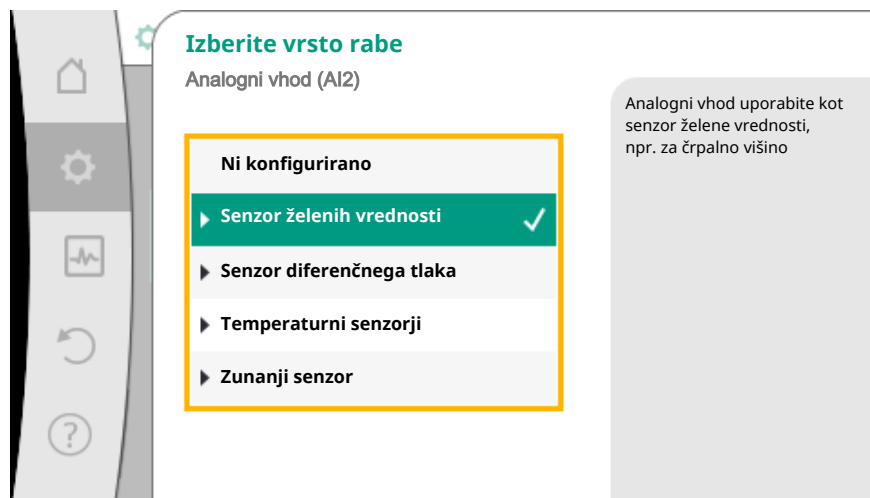 Izberite vrsto rabe
Analogni vhod (AI2)
Ni konfigurirano
Senzor želenih vrednosti
Senzor diferenčnega tlaka
Temperaturni senzorji
Zunanji senzor
Analogni vhod uporabite kot
senzor želene vrednosti,
npr. za črpalno višino
?